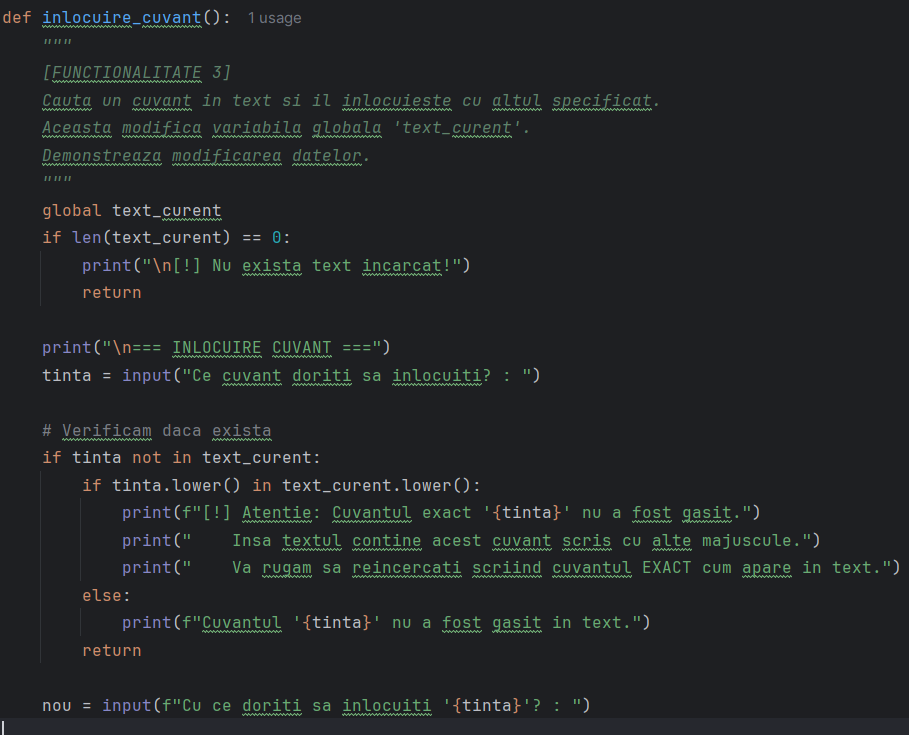 def inlocuire_cuvant():  1 usage
    """
    [FUNCTIONALITATE 3]
    Cauta un cuvant in text si il inlocuieste cu altul specificat.
    Aceasta modifica variabila globala 'text_curent'.
    Demonstreaza modificarea datelor.
    """
    global text_curent
    if len(text_curent) == 0:
        print("\n[!] Nu exista text incarcat!")
        return

    print("\n=== INLOCUIRE CUVANT ===")
    tinta = input("Ce cuvant doriti sa inlocuiti? : ")

    # Verificam daca exista
    if tinta not in text_curent:
        if tinta.lower() in text_curent.lower():
            print(f"[!] Atentie: Cuvantul exact '{tinta}' nu a fost gasit.")
            print("    Insa textul contine acest cuvant scris cu alte majuscule.")
            print("    Va rugam sa reincercati scriind cuvantul EXACT cum apare in text.")
        else:
            print(f"Cuvantul '{tinta}' nu a fost gasit in text.")
        return

    nou = input(f"Cu ce doriti sa inlocuiti '{tinta}'? : ")